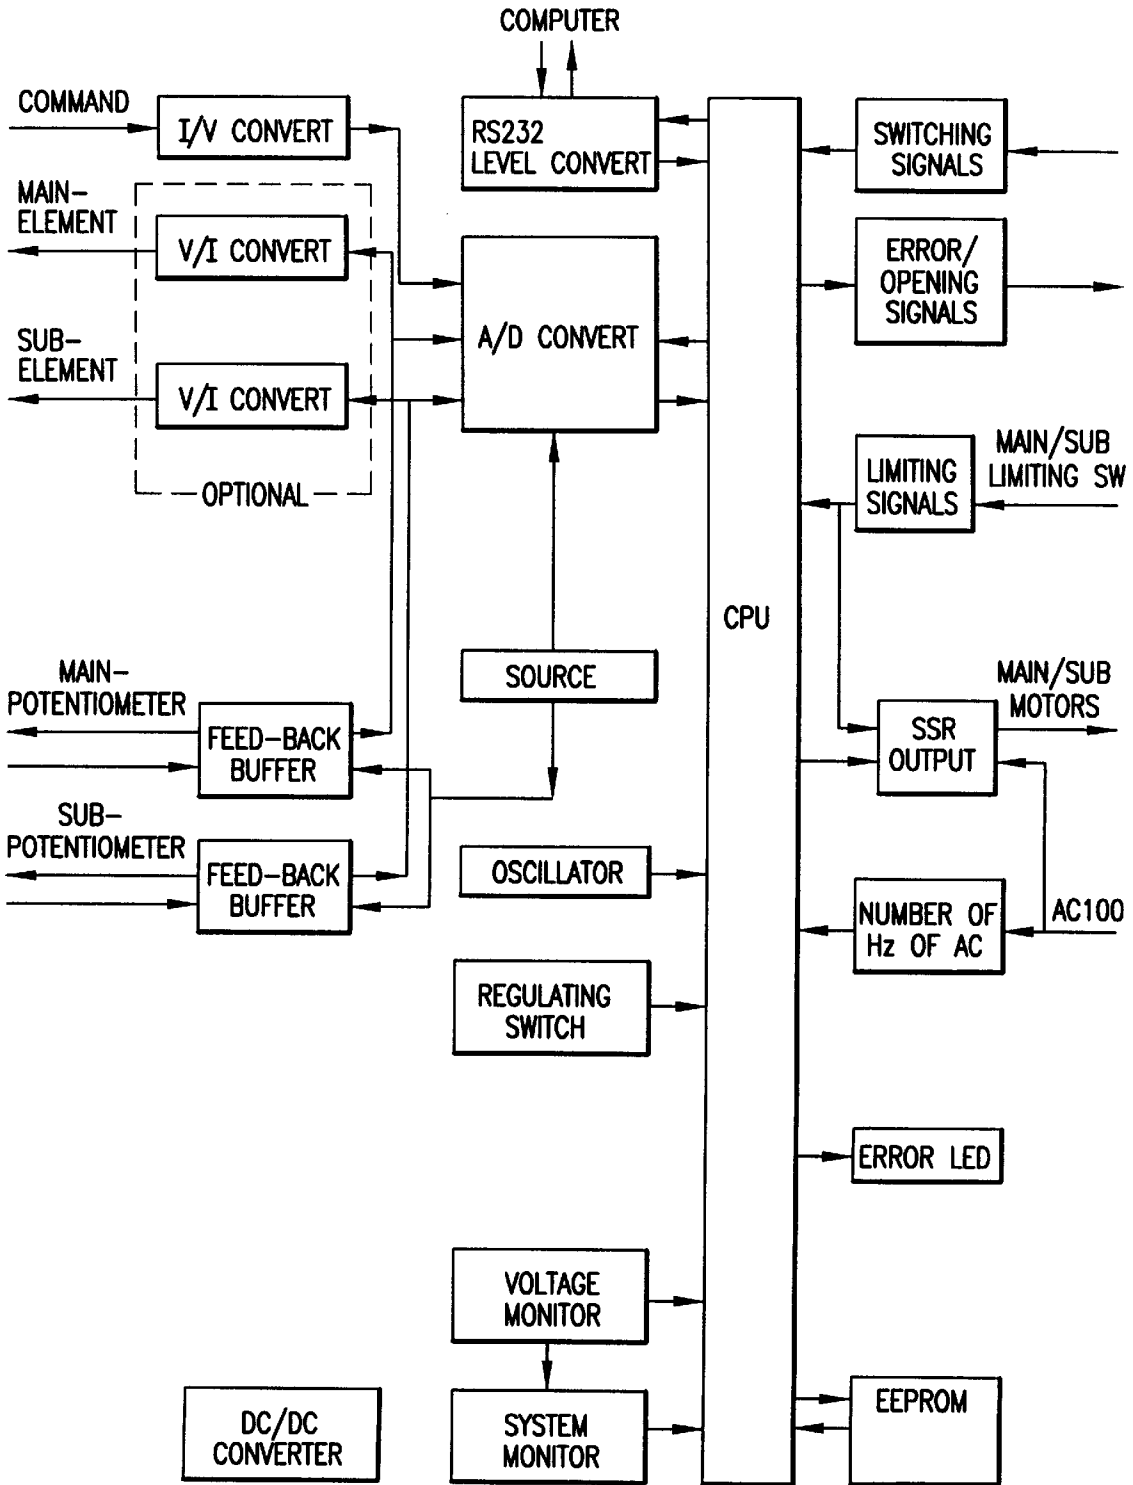 COMPUTER
COMMAND
I/V CONVERT
RS232
LEVEL CONVERT
SWITCHING
SIGNALS
MAIN-
ELEMENT
V/I CONVERT
ERROR/
OPENING
SIGNALS
A/D CONVERT
SUB-
ELEMENT
V/I CONVERT
OPTIONAL
LIMITING
SIGNALS
MAIN/SUB
LIMITING SW
CPU
SOURCE
MAIN-
POTENTIOMETER
FEED-BACK
BUFFER
SSR
OUTPUT
MAIN/SUB
MOTORS
SUB-
POTENTIOMETER
FEED-BACK
BUFFER
OSCILLATOR
NUMBER OF
Hz OF AC
AC100
REGULATING
SWITCH
ERROR LED
VOLTAGE
MONITOR
DC/DC
CONVERTER
SYSTEM
MONITOR
EEPROM